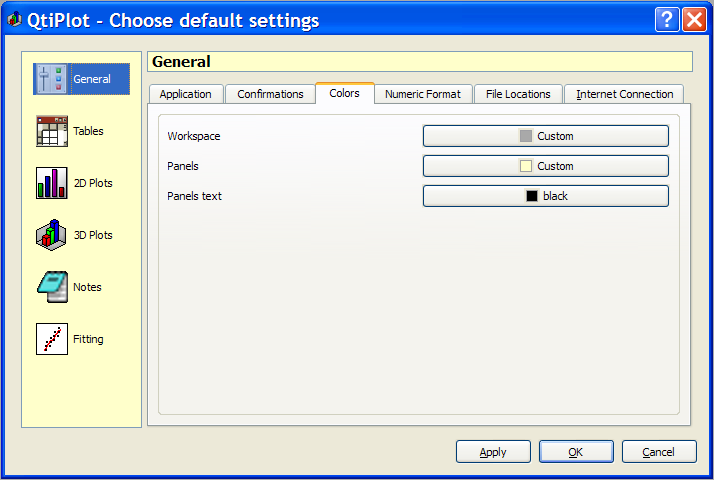 QtiPlot - Choose default settings
General
Tables
2D Plots
3D Plots
Notes
Fitting
General
Application Confirmations Colors Numeric Format File Locations Internet Connection
Workspace Custom
Panels Custom
Panels text black
Apply OK Cancel